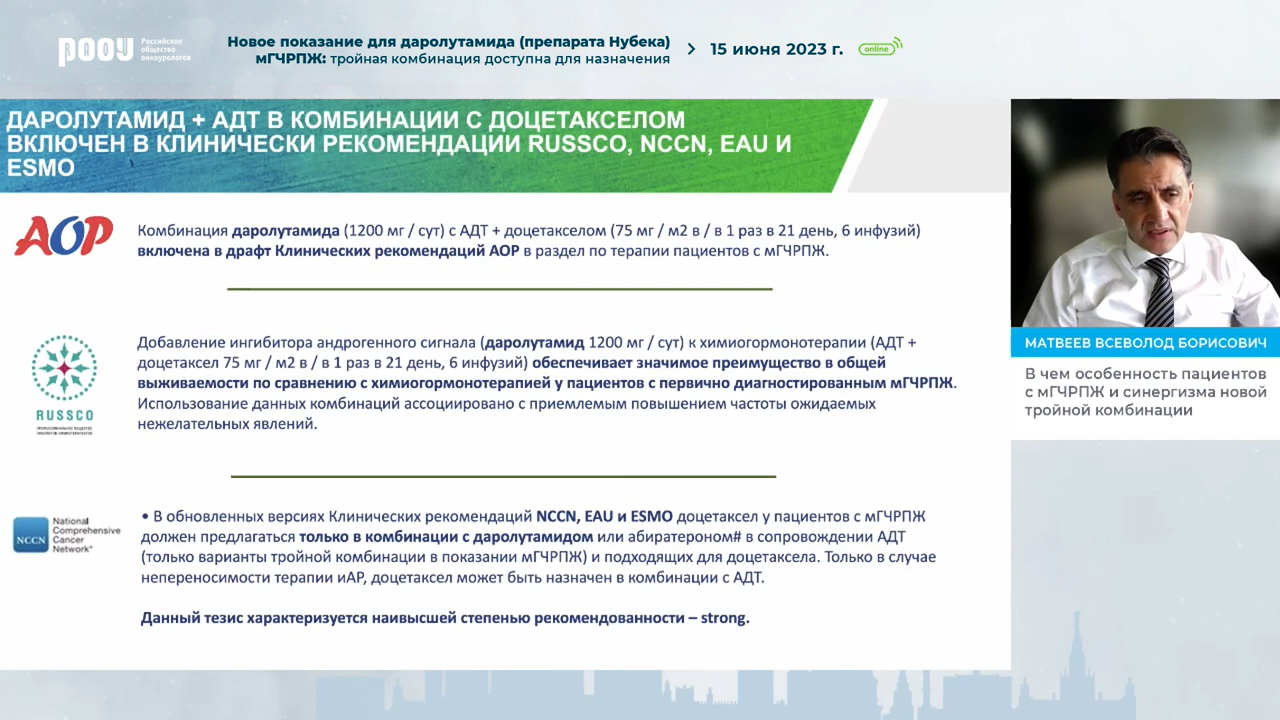 РООУ
Российское
общество
онкоурологов
Новое показание для даролутамида (препарата Нубека)
мГЧРПЖ: тройная комбинация доступна для назначения
15 июня 2023 г.
online
ДАРОЛУТАМИД + АДТ В КОМБИНАЦИИ С ДОЦЕТАКСЕЛОМ
ВКЛЮЧЕН В КЛИНИЧЕСКИ РЕКОМЕНДАЦИИ RUSSCO, NCCN, EAU И
ESMO
АОР
Комбинация даролутамида (1200 мг / сут) с АДТ + доцетакселом (75 мг / м2 в / в 1 раз в 21 день, 6 инфузий)
включена в драфт Клинических рекомендаций АОР в раздел по терапии пациентов с мГЧРПЖ.
RUSSCO
Добавление ингибитора андрогенного сигнала (даролутамид 1200 мг / сут) к химиогормонотерапии (АДТ +
доцетаксел 75 мг / м2 в / в 1 раз в 21 день, 6 инфузий) обеспечивает значимое преимущество в общей
выживаемости по сравнению с химиогормонотерапией у пациентов с первично диагностированным мГЧРПЖ.
Использование данных комбинаций ассоциировано с приемлемым повышением частоты ожидаемых
нежелательных явлений.
NCCN
National
Comprehensive
Cancer
Network®
• В обновленных версиях Клинических рекомендаций NCCN, EAU и ESMO доцетаксел у пациентов с мГЧРПЖ
должен предлагаться только в комбинации с даролутамидом или абиратероном# в сопровождении АДТ
(только варианты тройной комбинации в показании мГЧРПЖ) и подходящих для доцетаксела. Только в случае
непереносимости терапии иАР, доцетаксел может быть назначен в комбинации с АДТ.
Данный тезис характеризуется наивысшей степенью рекомендованности – strong.
МАТВЕЕВ ВСЕВОЛОД БОРИСОВИЧ
В чем особенность пациентов
с мГЧРПЖ и синергизма новой
тройной комбинации